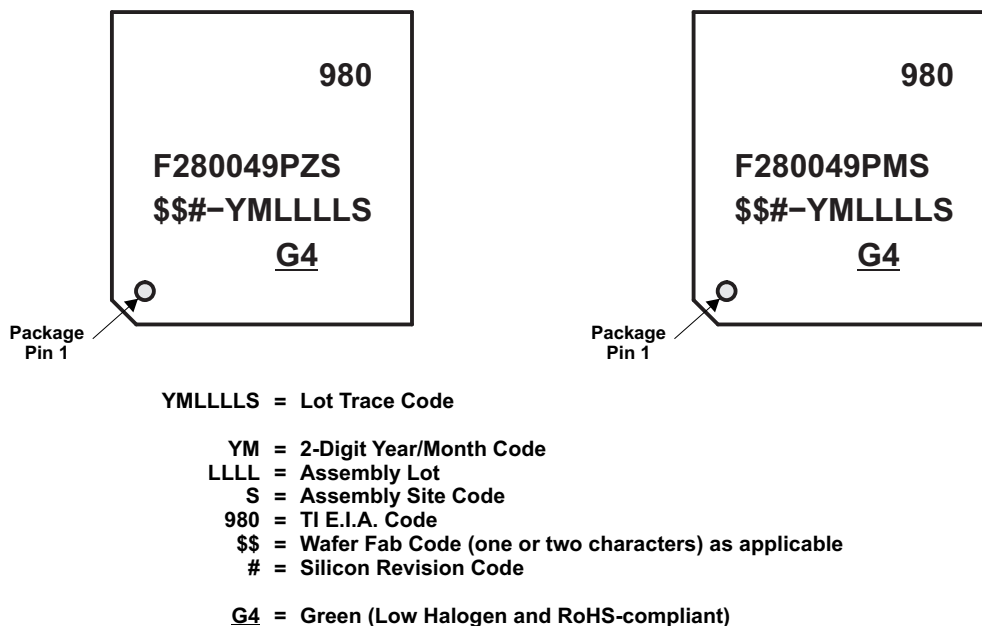 980
F280049PZS
$$#−YMLLLLS
G4
Package
Pin 1
980
F280049PMS
$$#−YMLLLLS
G4
Package
Pin 1
YMLLLLS = Lot Trace Code
YM = 2-Digit Year/Month Code
LLLL = Assembly Lot
S = Assembly Site Code
980 = TI E.I.A. Code
$$ = Wafer Fab Code (one or two characters) as applicable
# = Silicon Revision Code
G4 = Green (Low Halogen and RoHS-compliant)